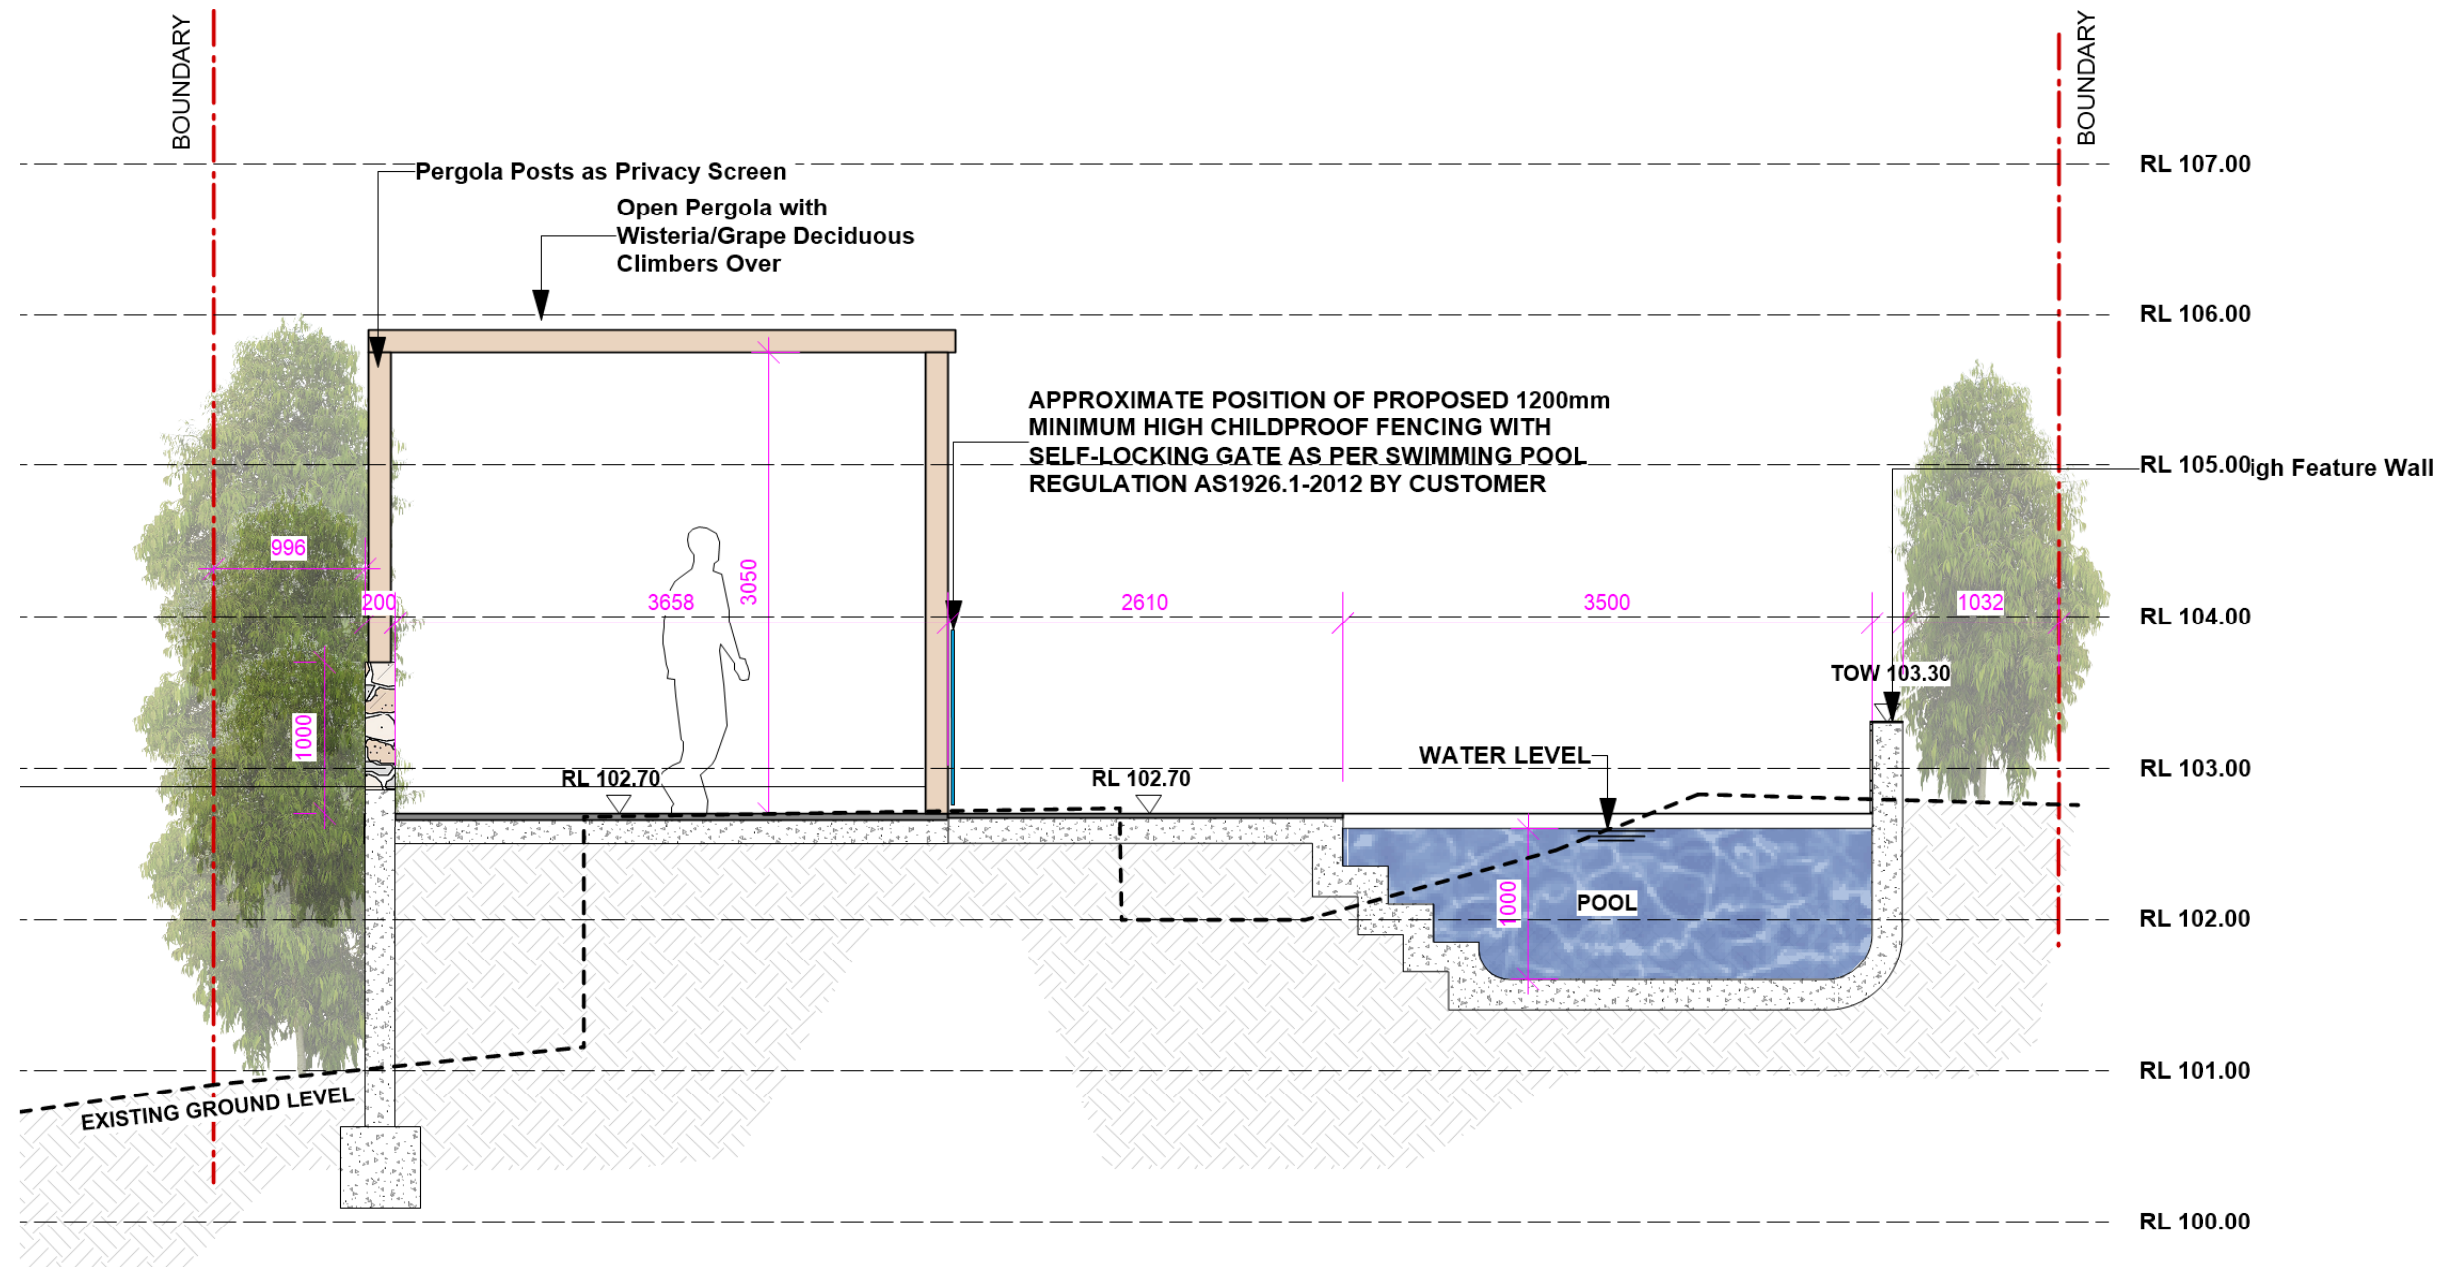 BOUNDARY
BOUNDARY
RL 107.00
Pergola Posts as Privacy Screen
Open Pergola with
Wisteria/Grape Deciduous
Climbers Over
RL 106.00
APPROXIMATE POSITION OF PROPOSED 1200mm
MINIMUM HIGH CHILDPROOF FENCING WITH
SELF-LOCKING GATE AS PER SWIMMING POOL
REGULATION AS1926.1-2012 BY CUSTOMER
RL 105.00
igh Feature Wall
996
3050
200
3658
2610
3500
1032
RL 104.00
TOW 103.30
1000
WATER LEVEL
RL 103.00
RL 102.70
RL 102.70
1000
POOL
RL 102.00
RL 101.00
EXISTING GROUND LEVEL
RL 100.00